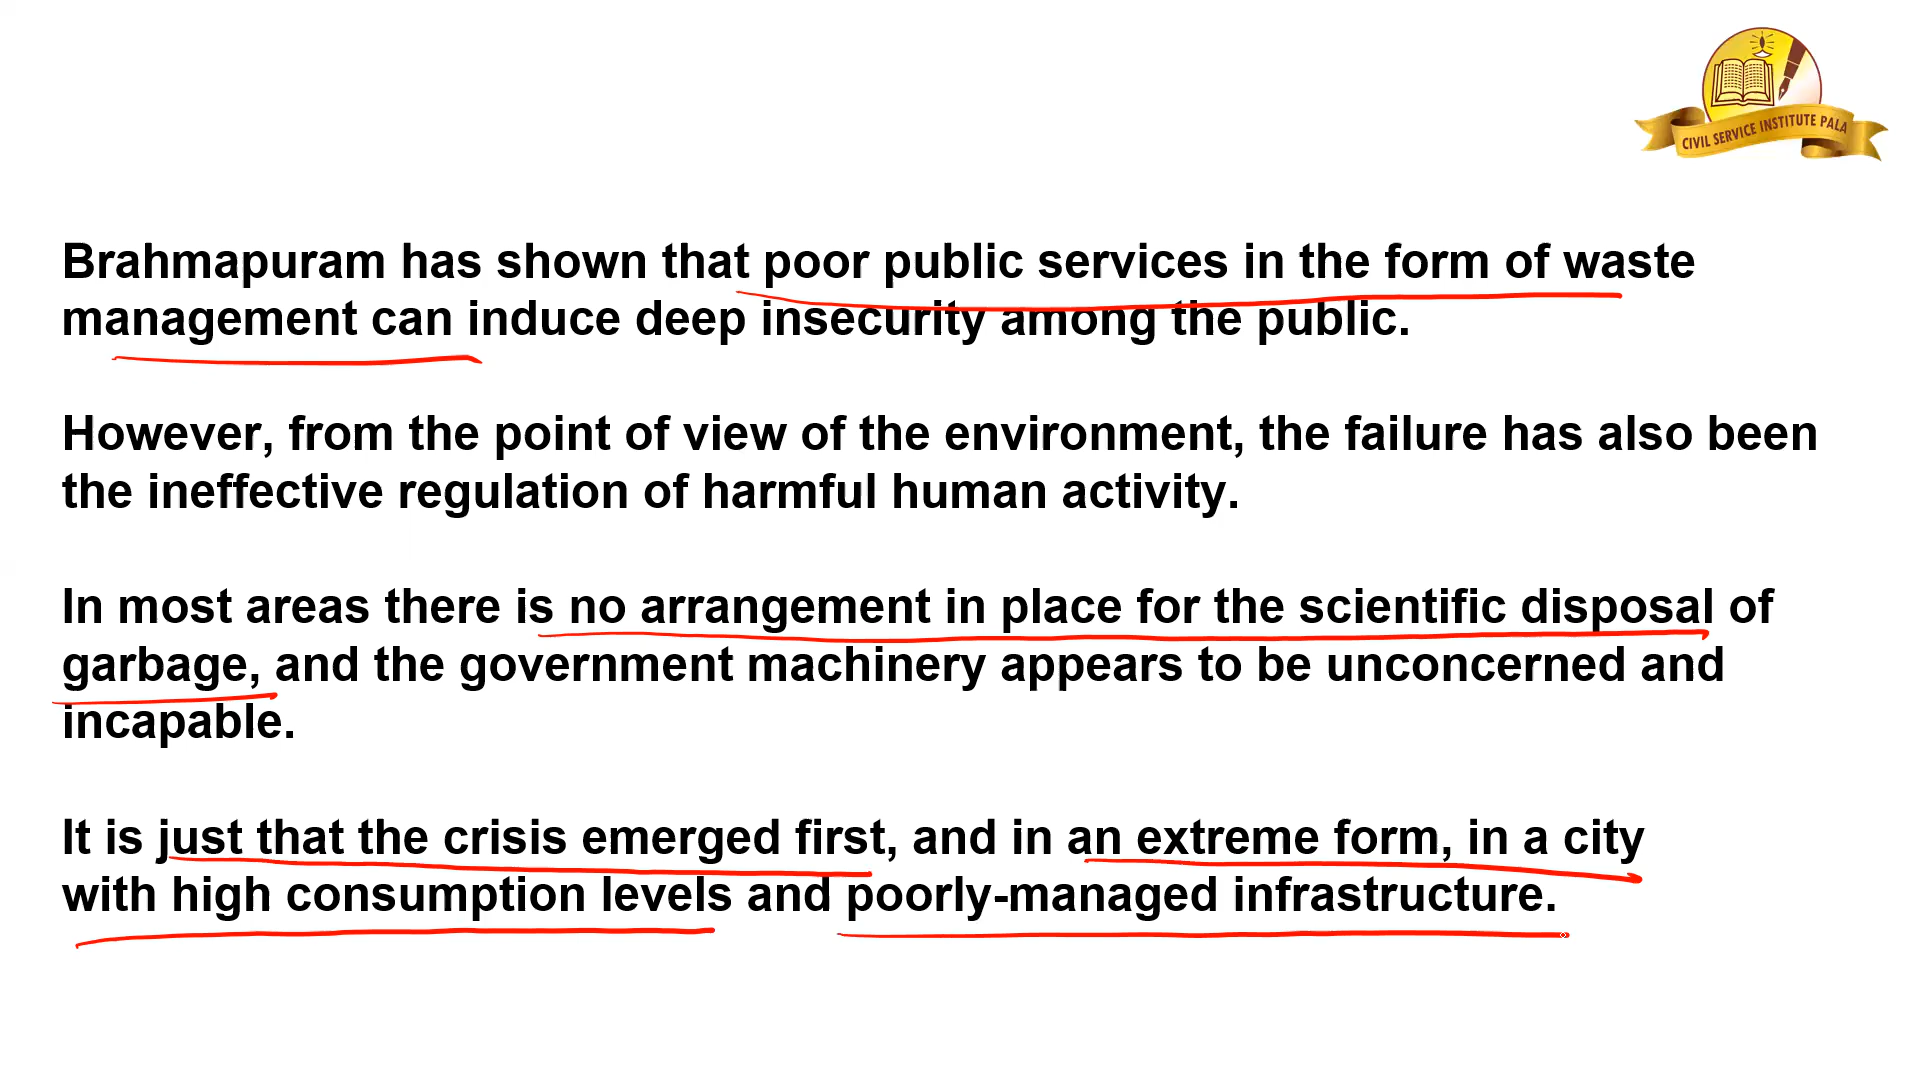 CIVIL SERVICE INSTITUTE PALA
Brahmapuram has shown that poor public services in the form of waste
management can induce deep insecurity among the public.
However, from the point of view of the environment, the failure has also been
the ineffective regulation of harmful human activity.
In most areas there is no arrangement in place for the scientific disposal of
garbage, and the government machinery appears to be unconcerned and
incapable.
It is just that the crisis emerged first, and in an extreme form, in a city
with high consumption levels and poorly-managed infrastructure.